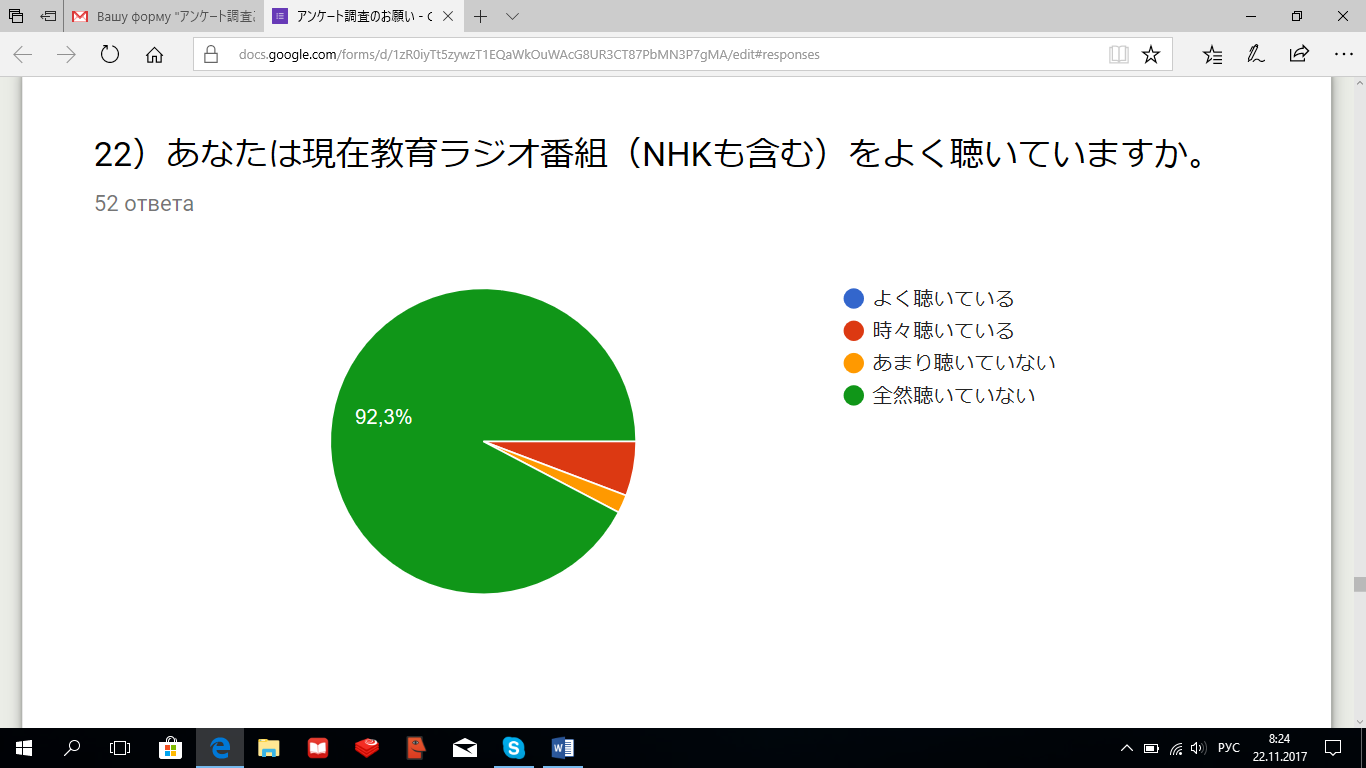 Вашу форму "アンケート調査
アンケート調査のお願い - G
docs.google.com/forms/d/1zR0iyTt5zywzT1EQaWkOuWAcG8UR3CT87PbMN3P7gMA/edit#responses
22）あなたは現在教育ラジオ番組（NHKも含む）をよく聴いていますか。
52 ответа
92,3%
よく聴いている
時々聴いている
あまり聴いていない
全然聴いていない
РУС
8:24
22.11.2017